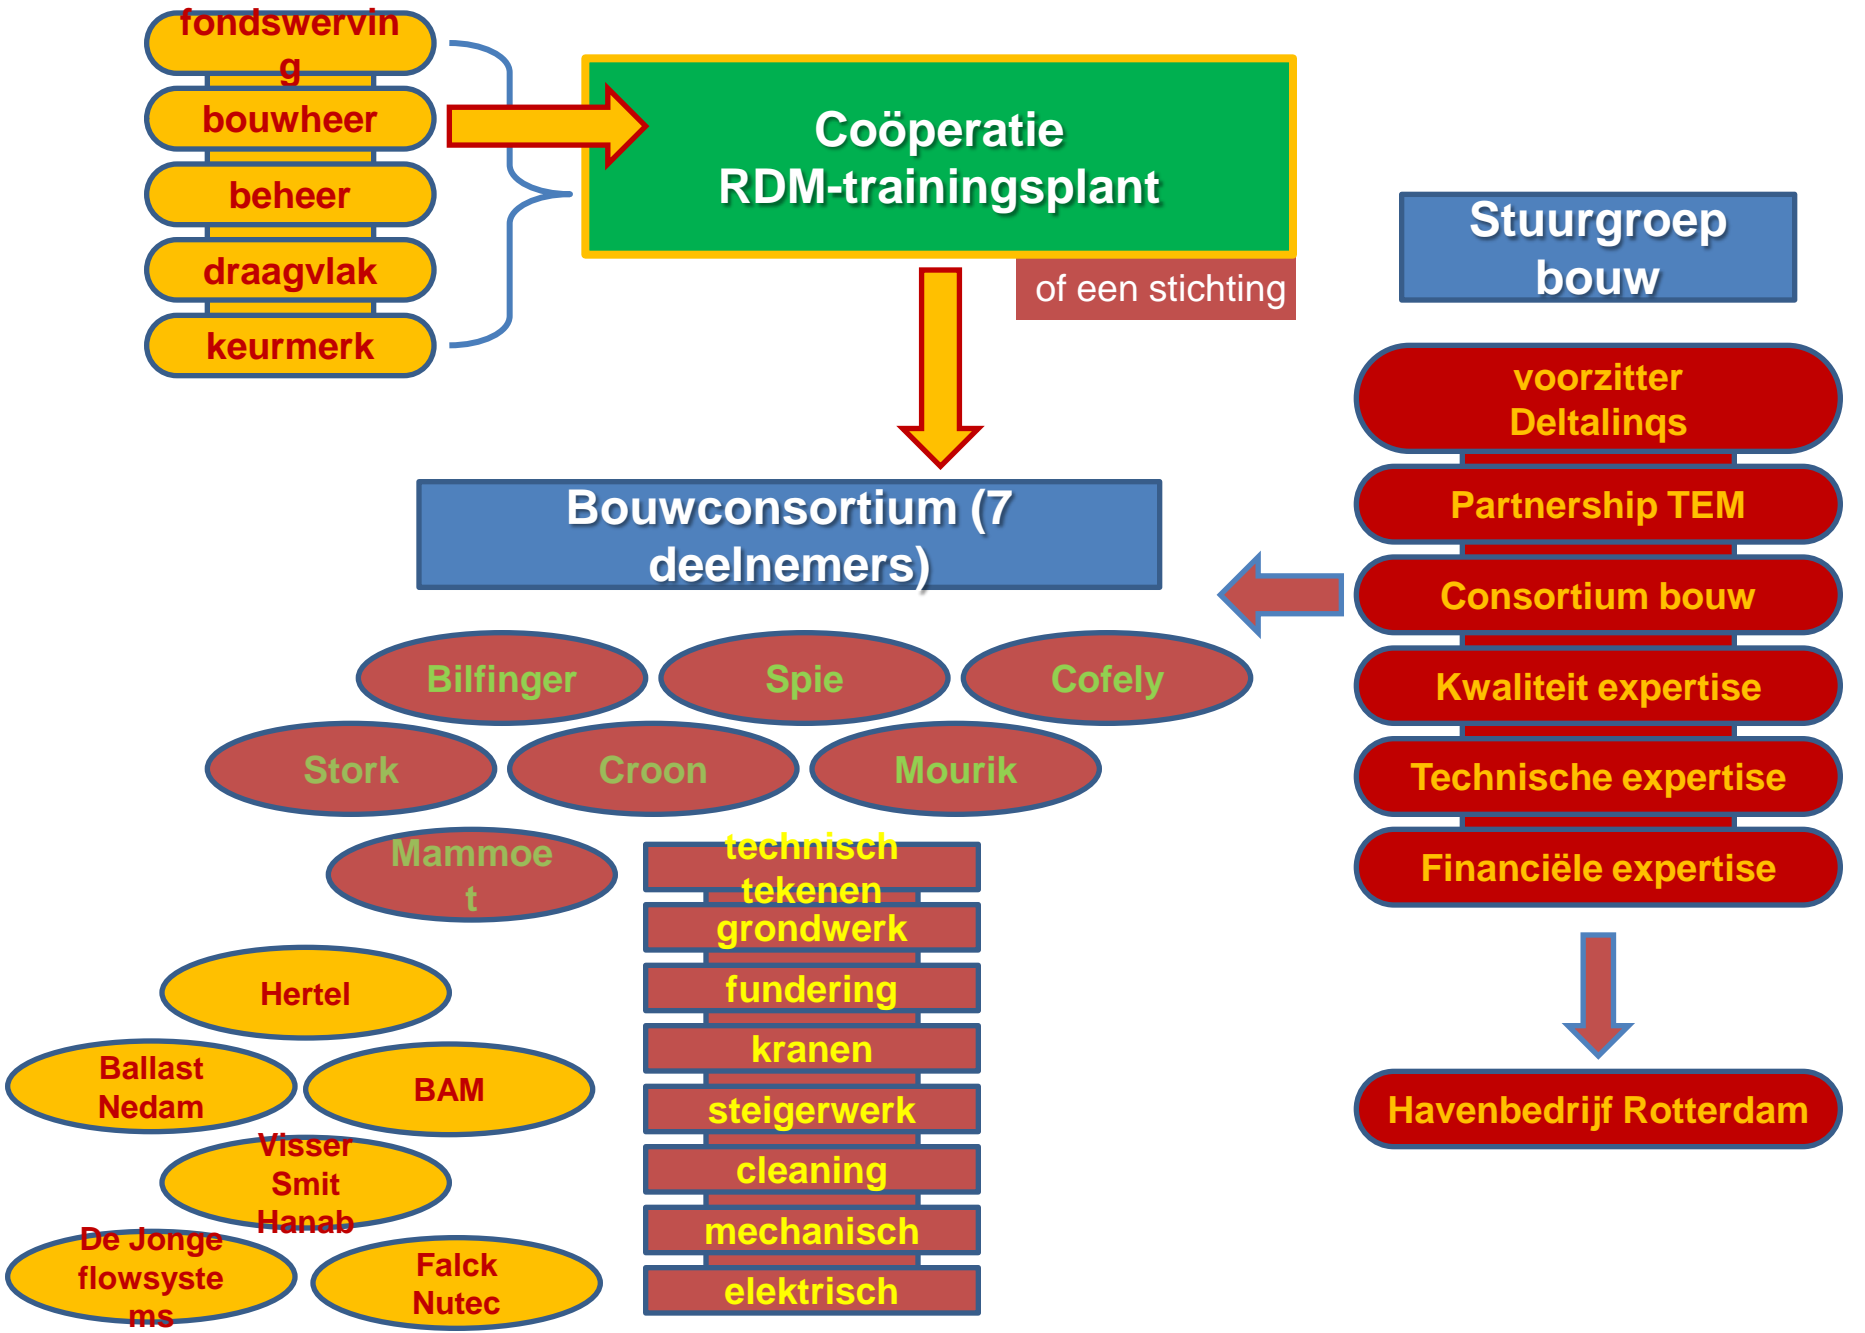 fondswervin
g
bouwheer
beheer
draagvlak
keurmerk
Coöperatie
RDM-trainingsplant
of een stichting
Stuurgroep
bouw
voorzitter
Deltalinqs
Partnership TEM
Consortium bouw
Kwaliteit expertise
Technische expertise
Financiële expertise
Havenbedrijf Rotterdam
Bouwconsortium (7
deelnemers)
Bilfinger
Spie
Cofely
Stork
Croon
Mourik
Mammoe
t
technisch
tekenen
grondwerk
fundering
kranen
steigerwerk
cleaning
mechanisch
elektrisch
Hertel
Ballast
Nedam
BAM
Visser
Smit
Hanab
De Jonge
flowsyste
ms
Falck
Nutec